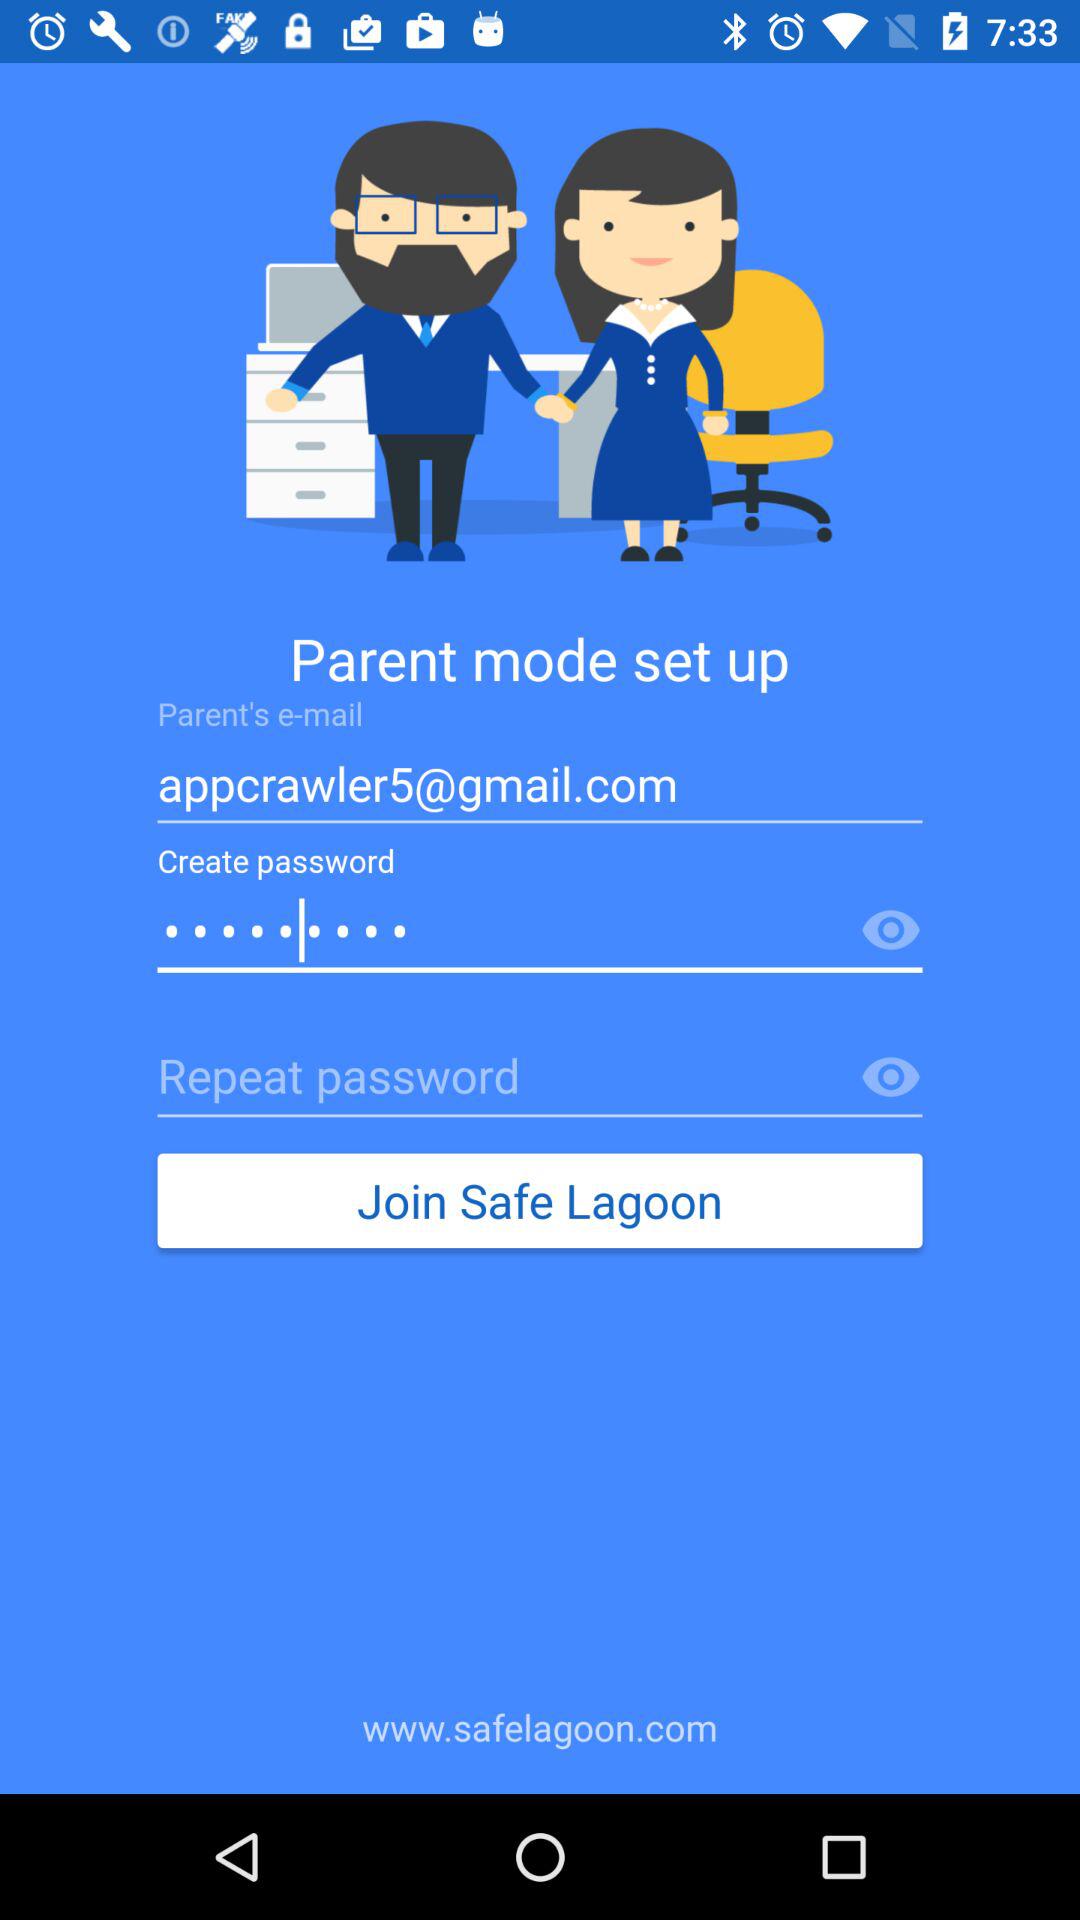 FAKE
7:33
Parent mode set up
Parent's e-mail
appcrawler5@gmail.com
Create password
•••••••••
Repeat password
Join Safe Lagoon
www.safelagoon.com